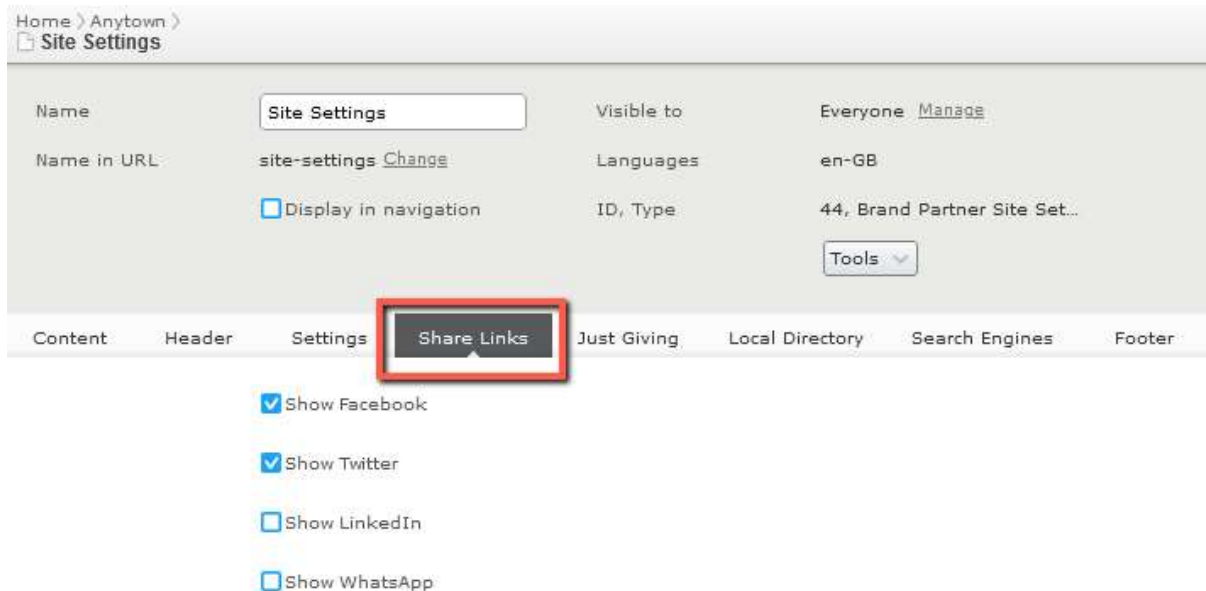 Home > Anytown >
Site Settings
Name
Site Settings
Visible to
Everyone Manage
Name in URL
site-settings Change
Languages
en-GB
Display in navigation
ID, Type
44, Brand Partner Site Set...
Tools
Content Header Settings Share Links Just Giving Local Directory Search Engines Footer
Show Facebook
Show Twitter
Show LinkedIn
Show WhatsApp